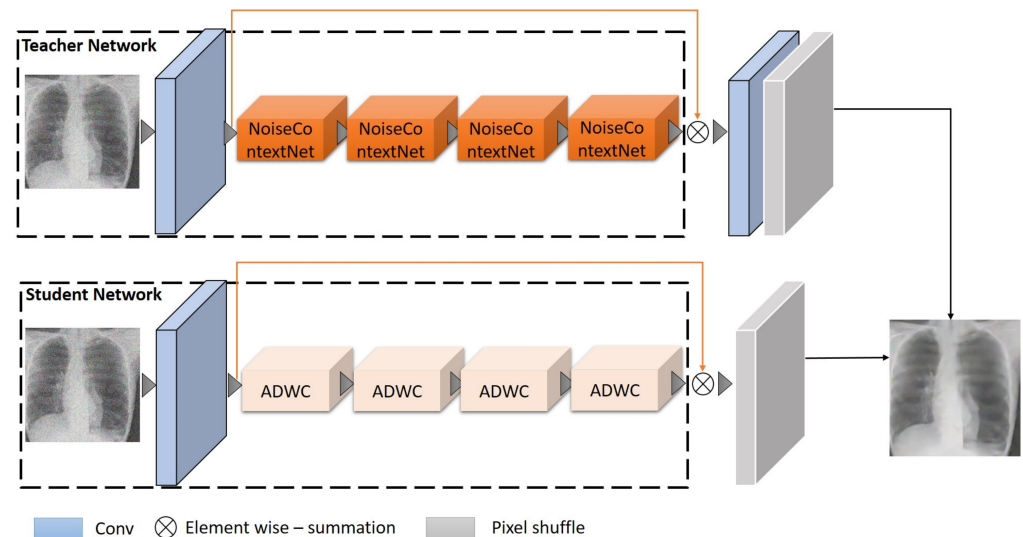 Teacher Network
NoiseCo
ntextNet
NoiseCo
ntextNet
NoiseCo
ntextNet
NoiseCo
ntextNet
Student Network
ADWC
ADWC
ADWC
ADWC
Conv
Element wise – summation
Pixel shuffle